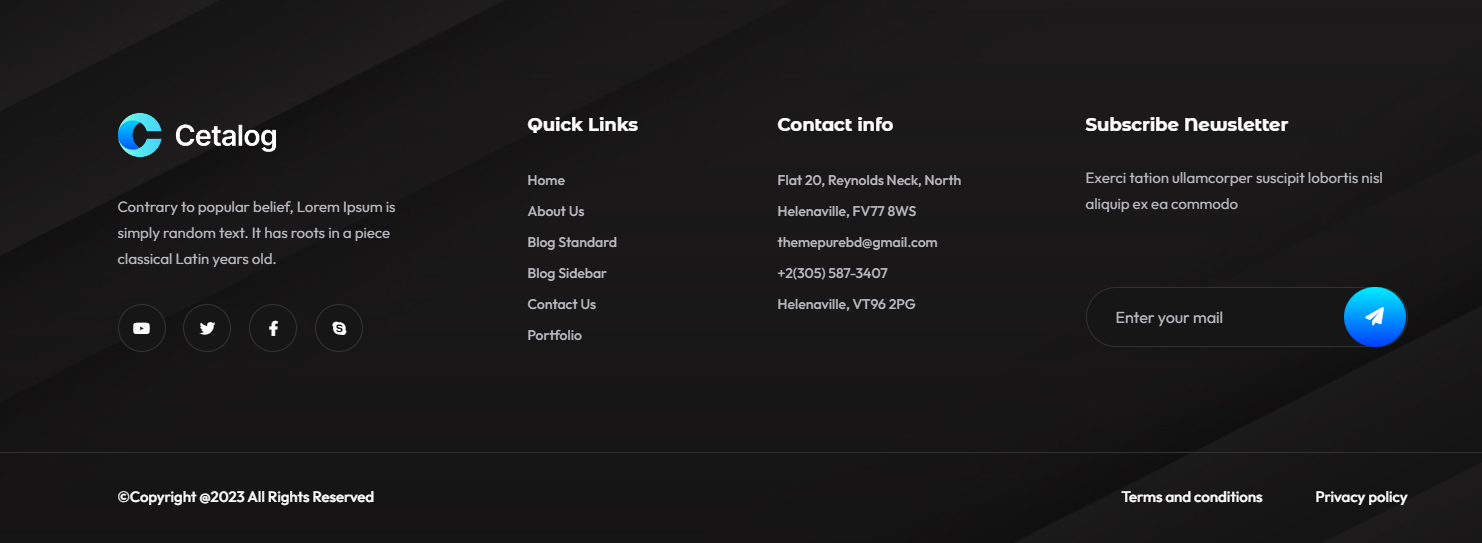 Cetalog
Contrary to popular belief, Lorem Ipsum is
simply random text. It has roots in a piece
classical Latin years old.
Quick Links
Home
About Us
Blog Standard
Blog Sidebar
Contact Us
Portfolio
Contact info
Flat 20, Reynolds Neck, North
Helenaville, FV77 8WS
themepurebd@gmail.com
+2(305) 587-3407
Helenaville, VT96 2PG
Subscribe Newsletter
Exerci tation ullamcorper suscipit lobortis nisl
aliquip ex ea commodo
Enter your mail
©Copyright @2023 All Rights Reserved
Terms and conditions
Privacy policy